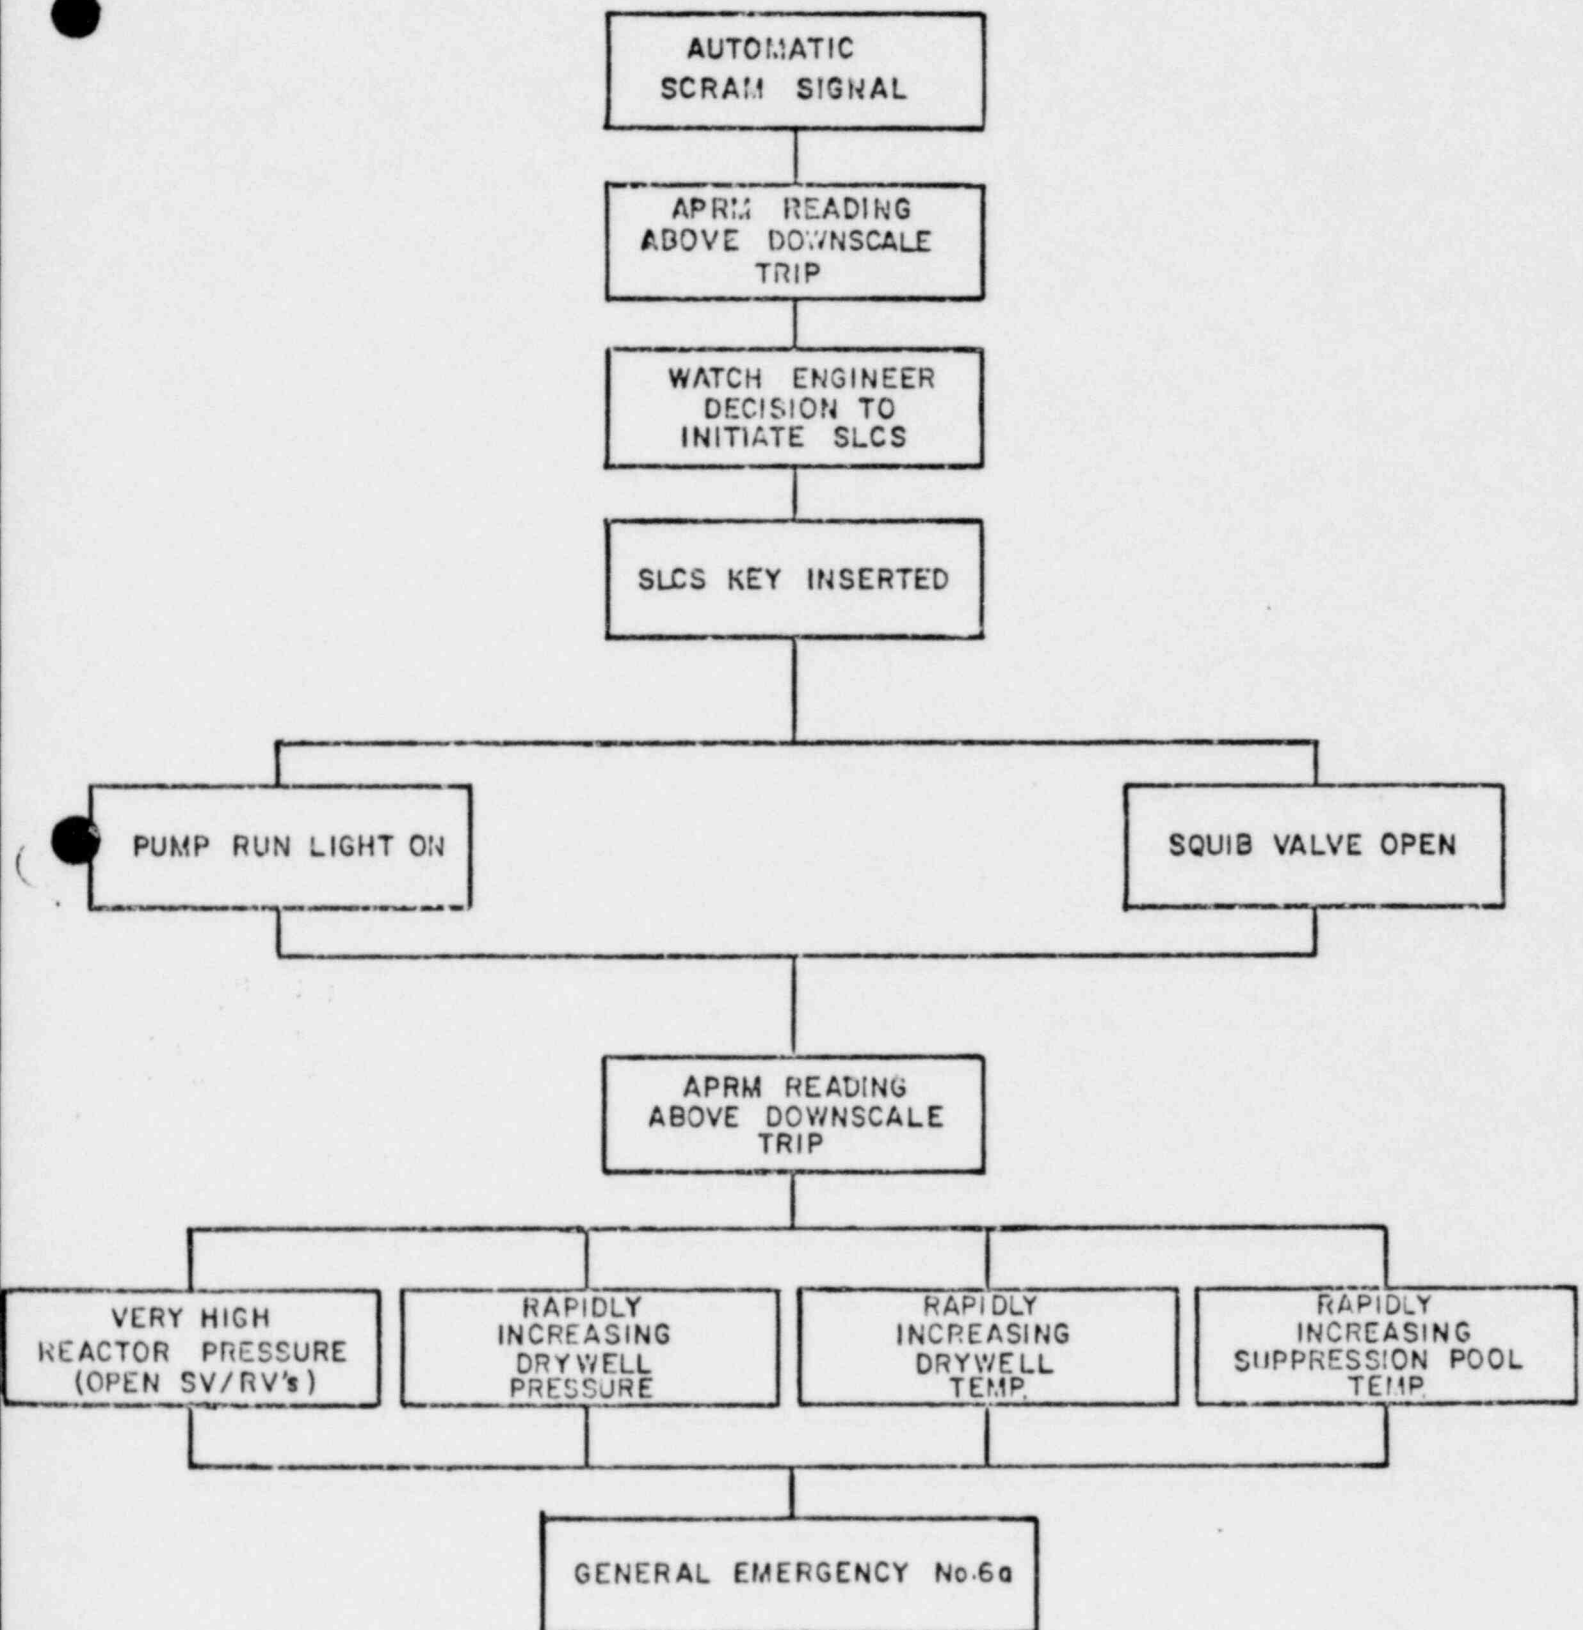 AUTOMATIC
SCRAM SIGNAL
APRM READING
ABOVE DOWNSCALE
TRIP
WATCH ENGINEER
DECISION TO
INITIATE SLCS
SLCS KEY INSERTED
PUMP RUN LIGHT ON
SQUIB VALVE OPEN
APRM READING
ABOVE DOWNSCALE
TRIP
VERY HIGH
REACTOR PRESSURE
(OPEN SV/RV's)
RAPIDLY
INCREASING
DRYWELL
PRESSURE
RAPIDLY
INCREASING
DRYWELL
TEMP.
RAPIDLY
INCREASING
SUPPRESSION POOL
TEMP.
GENERAL EMERGENCY No.6a